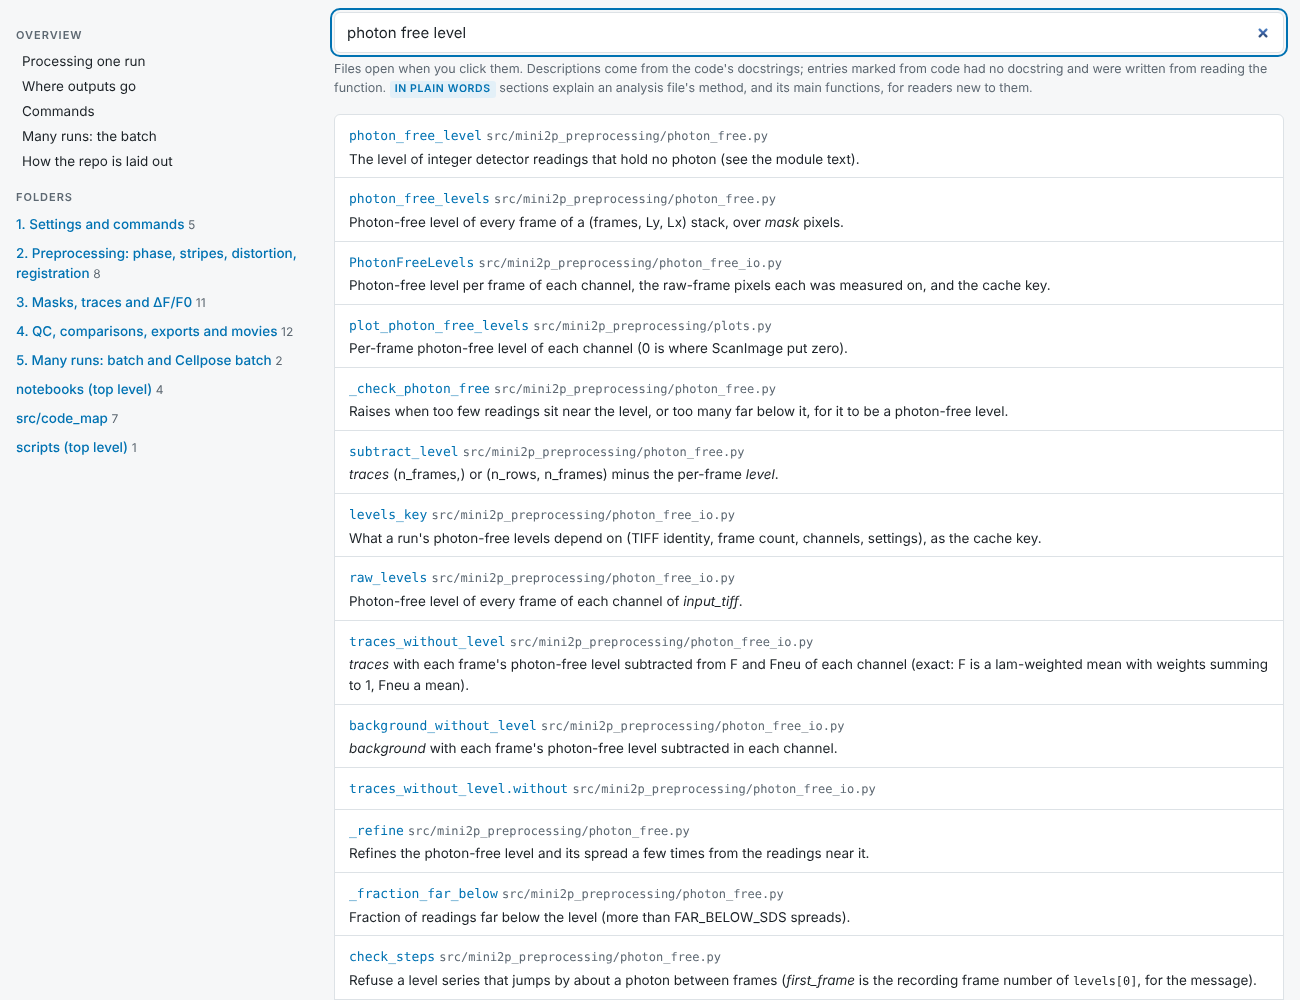 OVERVIEW
Processing one run
Where outputs go
Commands
Many runs: the batch
How the repo is laid out
FOLDERS
1. Settings and commands 5
2. Preprocessing: phase, stripes, distortion,
registration 8
3. Masks, traces and ΔF/F0 11
4. QC, comparisons, exports and movies 12
5. Many runs: batch and Cellpose batch 2
notebooks (top level) 4
src/code_map 7
scripts (top level) 1
photon free level ×
Files open when you click them. Descriptions come from the code's docstrings; entries marked from code had no docstring and were written from reading the
function. IN PLAIN WORDS sections explain an analysis file's method, and its main functions, for readers new to them.
photon_free_level src/mini2p_preprocessing/photon_free.py
The level of integer detector readings that hold no photon (see the module text).
photon_free_levels src/mini2p_preprocessing/photon_free.py
Photon-free level of every frame of a (frames, Ly, Lx) stack, over mask pixels.
PhotonFreeLevels src/mini2p_preprocessing/photon_free_io.py
Photon-free level per frame of each channel, the raw-frame pixels each was measured on, and the cache key.
plot_photon_free_levels src/mini2p_preprocessing/plots.py
Per-frame photon-free level of each channel (0 is where ScanImage put zero).
_check_photon_free src/mini2p_preprocessing/photon_free.py
Raises when too few readings sit near the level, or too many far below it, for it to be a photon-free level.
subtract_level src/mini2p_preprocessing/photon_free.py
traces (n_frames,) or (n_rows, n_frames) minus the per-frame level.
levels_key src/mini2p_preprocessing/photon_free_io.py
What a run's photon-free levels depend on (TIFF identity, frame count, channels, settings), as the cache key.
raw_levels src/mini2p_preprocessing/photon_free_io.py
Photon-free level of every frame of each channel of input_tiff.
traces_without_level src/mini2p_preprocessing/photon_free_io.py
traces with each frame's photon-free level subtracted from F and Fneu of each channel (exact: F is a lam-weighted mean with weights summing
to 1, Fneu a mean).
background_without_level src/mini2p_preprocessing/photon_free_io.py
background with each frame's photon-free level subtracted in each channel.
traces_without_level.without src/mini2p_preprocessing/photon_free_io.py
_refine src/mini2p_preprocessing/photon_free.py
Refines the photon-free level and its spread a few times from the readings near it.
_fraction_far_below src/mini2p_preprocessing/photon_free.py
Fraction of readings far below the level (more than FAR_BELOW_SDS spreads).
check_steps src/mini2p_preprocessing/photon_free.py
Refuse a level series that jumps by about a photon between frames (first_frame is the recording frame number of levels[0], for the message).